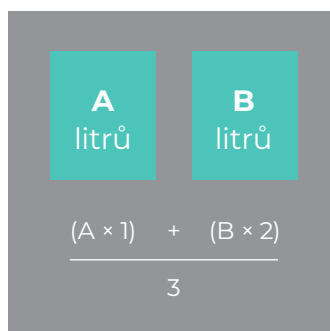 A
litrů
B
litrů
(A × 1) + (B × 2)
3